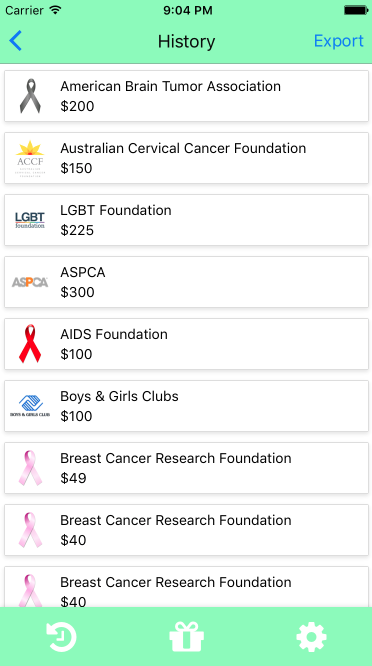 Carrier 9:04 PM
History Export
American Brain Tumor Association
$200
ACCF
Australian Cervical Cancer Foundation
$150
LGBT
foundation
LGBT Foundation
$225
ASPCA
ASPCA
$300
AIDS Foundation
$100
BOYS & GIRLS CLUB
Boys & Girls Clubs
$100
Breast Cancer Research Foundation
$49
Breast Cancer Research Foundation
$40
Breast Cancer Research Foundation
$40